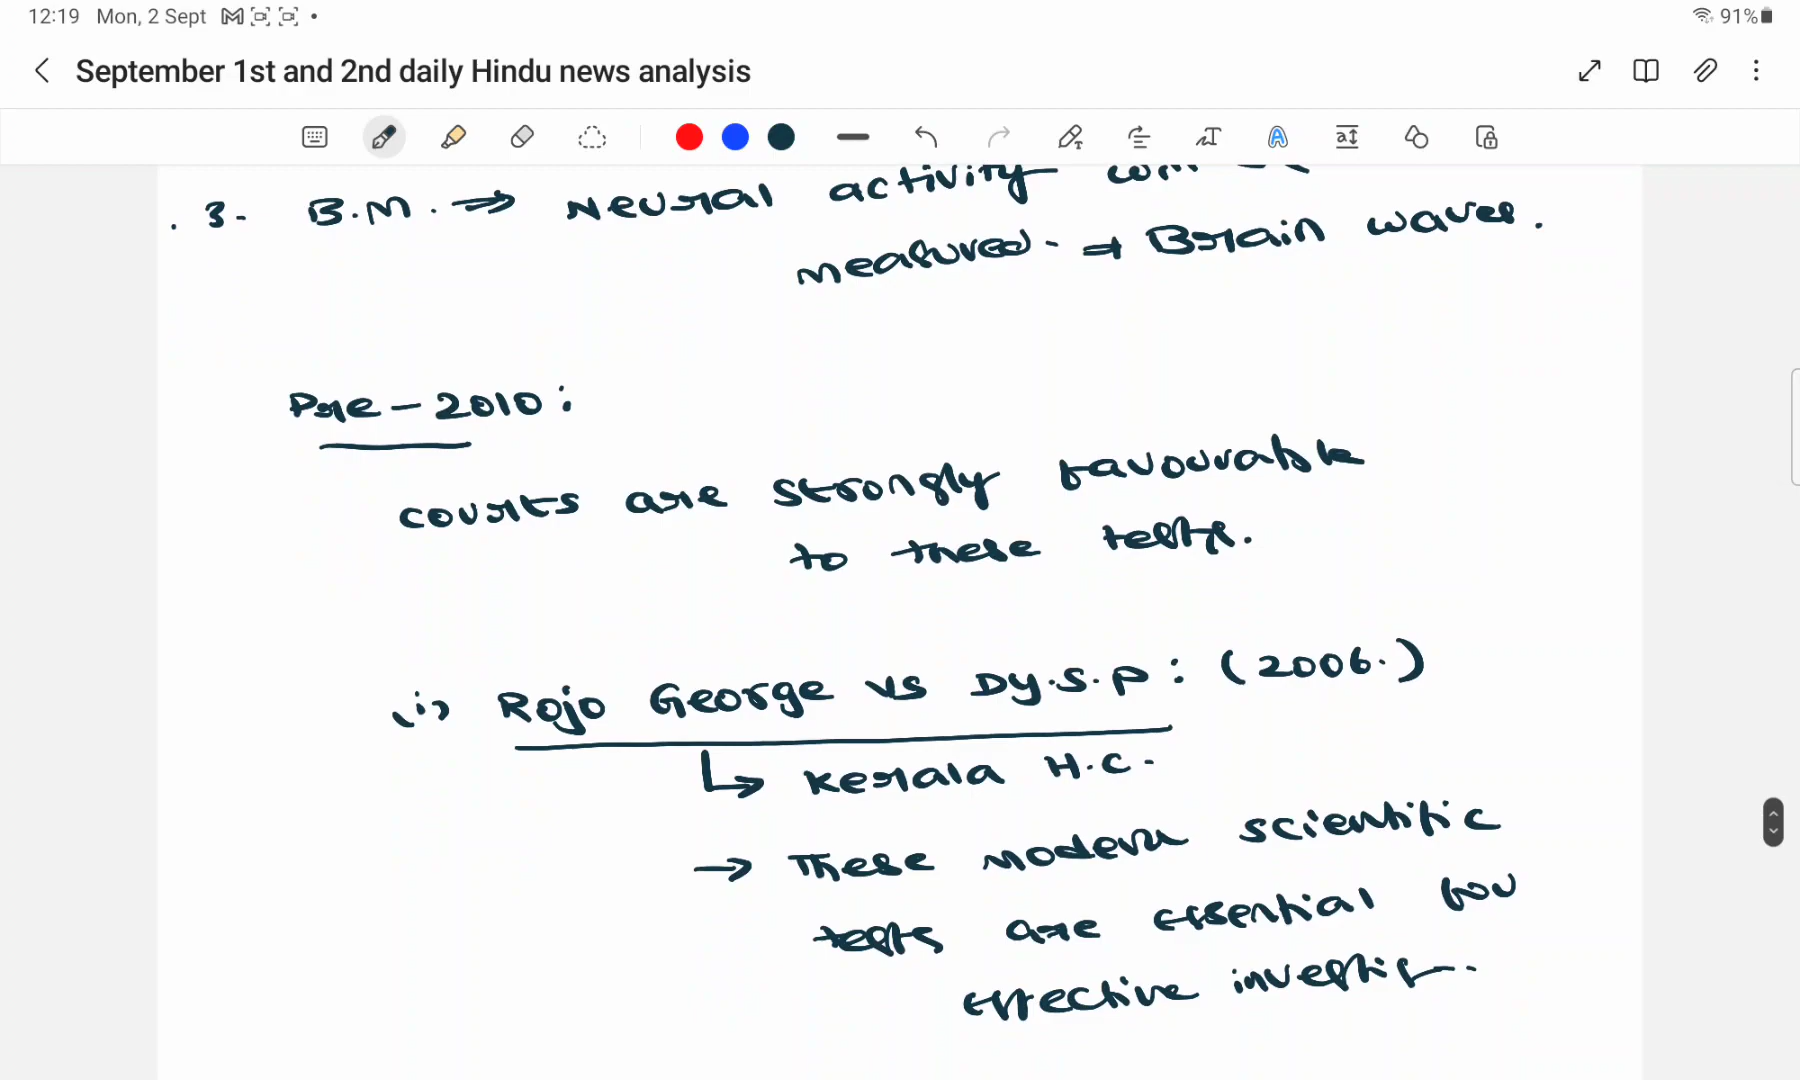 12:19 Mon, 2 Sept 91%
September 1st and 2nd daily Hindu news analysis
. 3. B.M. ⇒ Neural activity
measured. → Brain waves.
Pre-2010:
courts are strongly favourable
to these tests.
(i) Rojo George vs Dy.S.P: (2006.)
↳ Kerala H.C.
→ These modern scientific
tests are essential for
effective